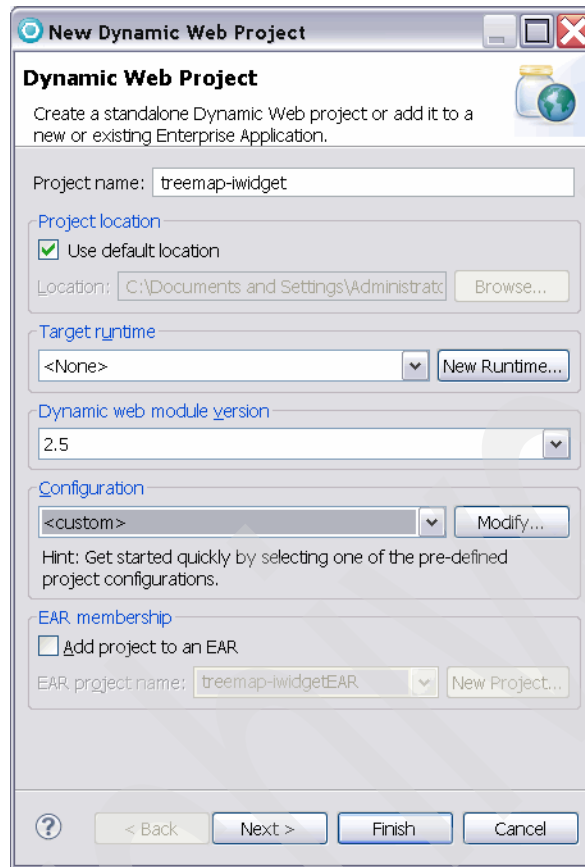 New Dynamic Web Project
Dynamic Web Project
Create a standalone Dynamic Web project or add it to a
new or existing Enterprise Application.
Project name: treemap-iwidget
Project location
Use default location
Location: C:\Documents and Settings\Administrato Browse...
Target runtime
<None> New Runtime...
Dynamic web module version
2.5
Configuration
<custom> Modify...
Hint: Get started quickly by selecting one of the pre-defined
project configurations.
EAR membership
Add project to an EAR
EAR project name: treemap-iwidgetEAR New Project...
? < Back Next > Finish Cancel